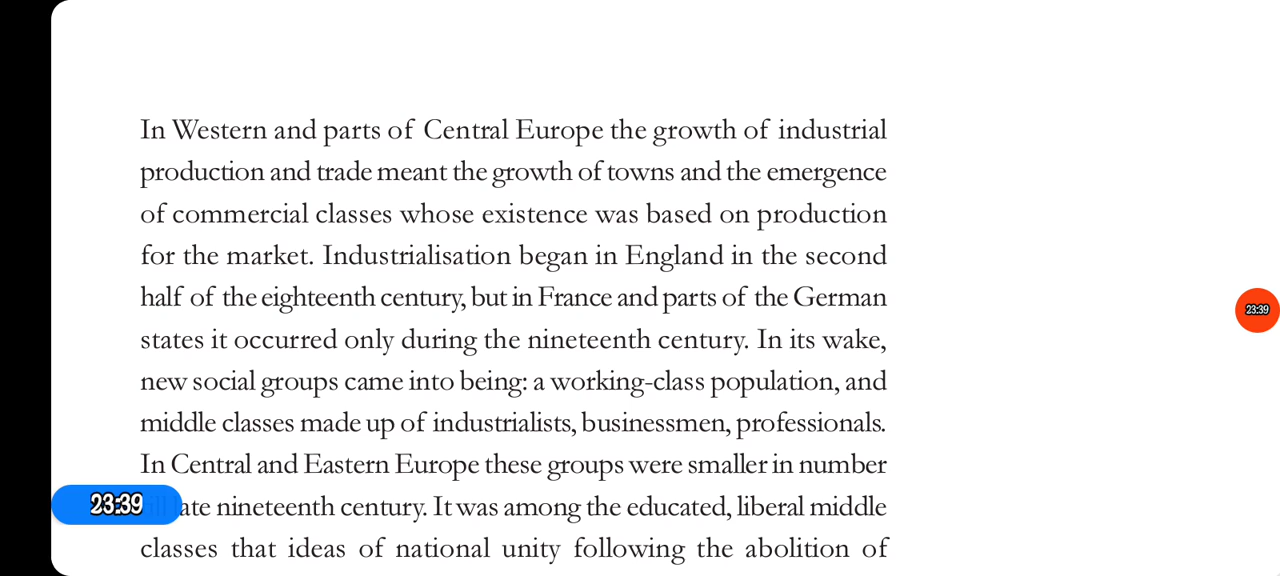 In Western and parts of Central Europe the growth of industrial
production and trade meant the growth of towns and the emergence
of commercial classes whose existence was based on production
for the market. Industrialisation began in England in the second
half of the eighteenth century, but in France and parts of the German
states it occurred only during the nineteenth century. In its wake,
23:39
new social groups came into being: a working-class population, and
middle classes made up of industrialists, businessmen, professionals.
In Central and Eastern Europe these groups were smaller in number
23:39 late nineteenth century. It was among the educated, liberal middle
classes that ideas of national unity following the abolition of